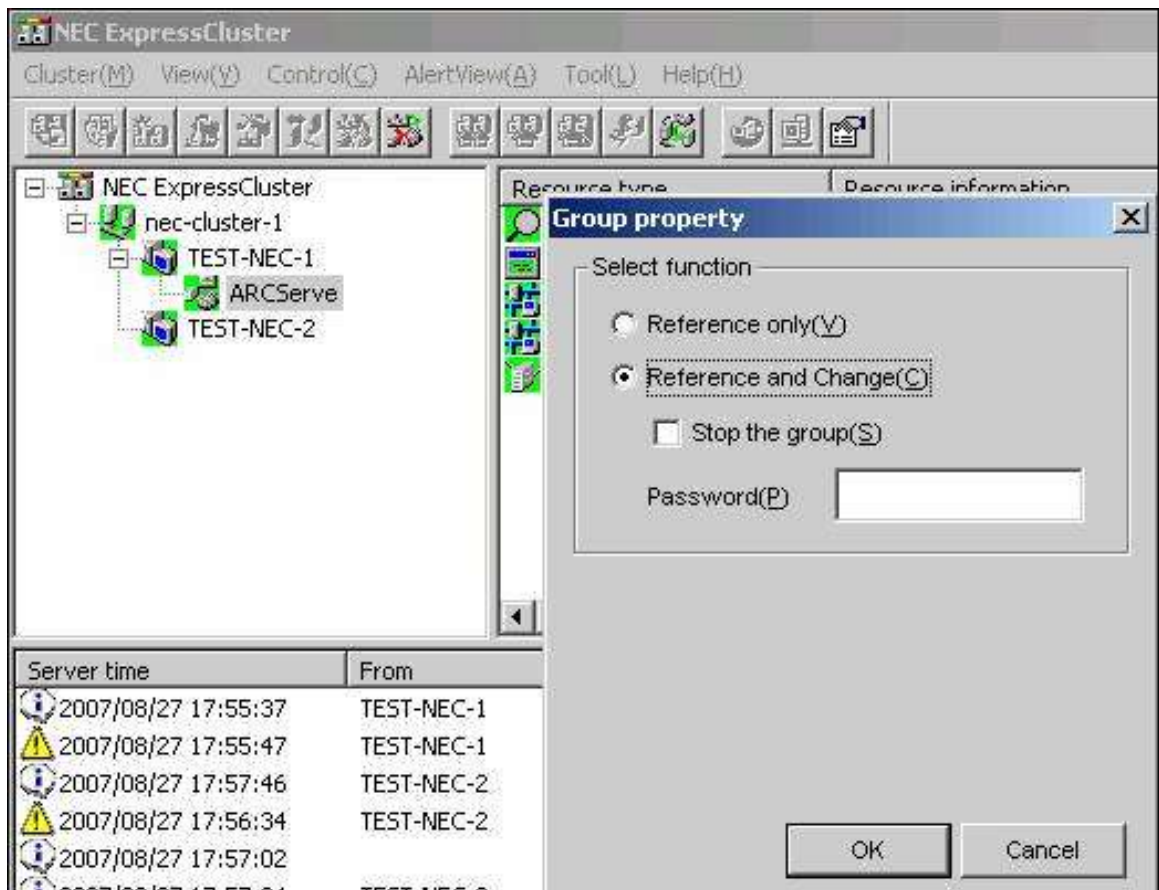 NEC ExpressCluster
Cluster(M) View(V) Control(C) AlertView(A) Tool(L) Help(H)
NEC ExpressCluster
nec-cluster-1
TEST-NEC-1
ARCServe
TEST-NEC-2
Resource type Resource information
Group property
Select function
Reference only(V)
Reference and Change(C)
Stop the group(S)
Password(P)
OK Cancel
Server time From
2007/08/27 17:55:37 TEST-NEC-1
2007/08/27 17:55:47 TEST-NEC-1
2007/08/27 17:57:46 TEST-NEC-2
2007/08/27 17:56:34 TEST-NEC-2
2007/08/27 17:57:02